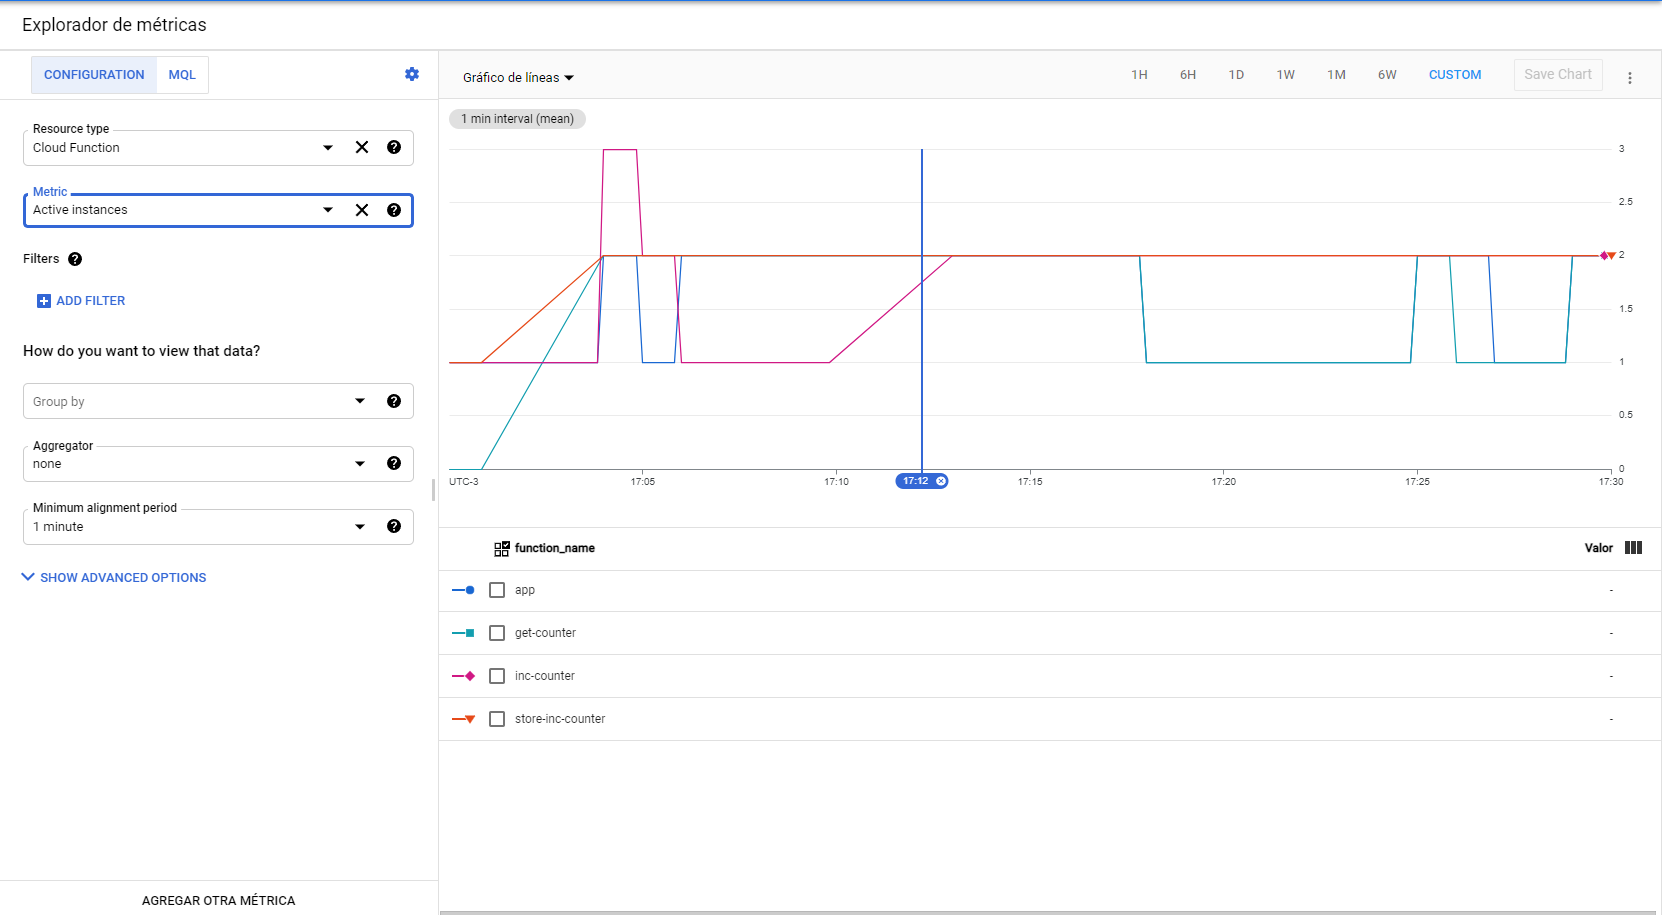 Explorador de métricas
CONFIGURATION MQL
Resource type
Cloud Function
Metric
Active instances
Filters
ADD FILTER
How do you want to view that data?
Group by
Aggregator
none
Minimum alignment period
1 minute
SHOW ADVANCED OPTIONS
AGREGAR OTRA MÉTRICA
Gráfico de líneas
1H 6H 1D 1W 1M 6W CUSTOM Save Chart
1 min interval (mean)
3
2.5
2
1.5
1
0.5
0
UTC-3 17:05 17:10 17:12 17:15 17:20 17:25 17:30
function_name Valor
app -
get-counter -
inc-counter -
store-inc-counter -